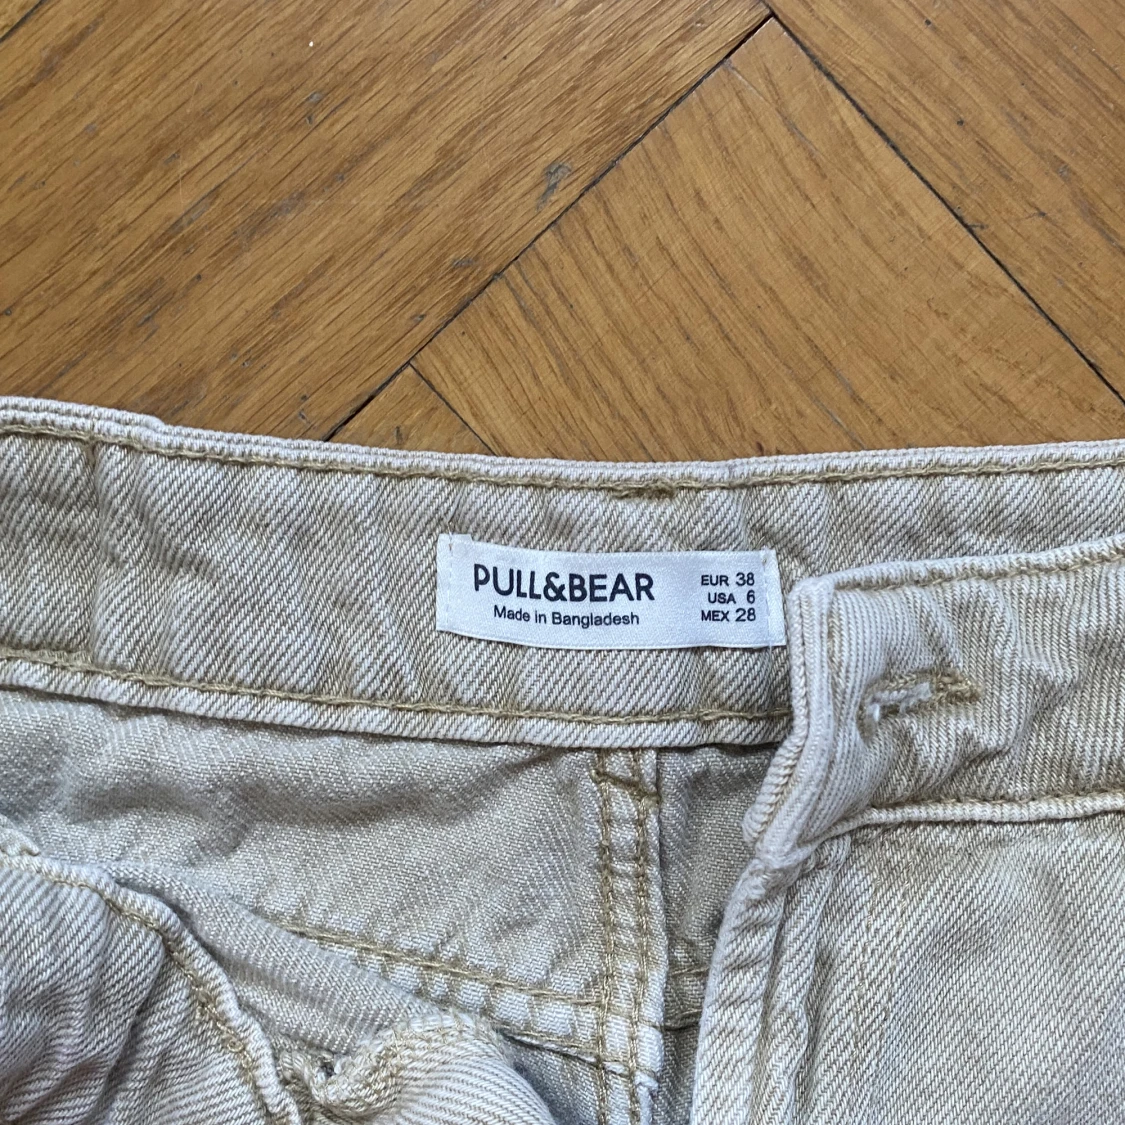 PULL&BEAR
Made in Bangladesh
EUR 38
USA 6
MEX 28